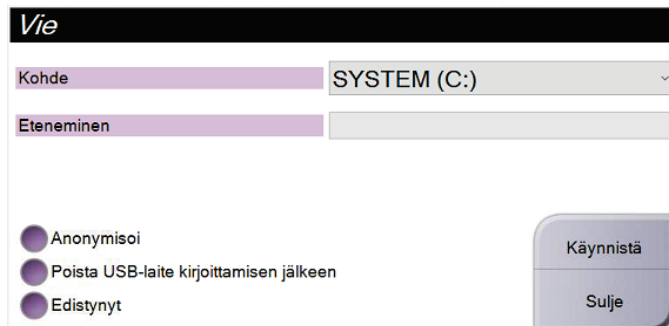 Vie
Kohde
SYSTEM (C:)
Eteneminen
Anonymisoi
Poista USB-laite kirjoittamisen jälkeen
Edistynyt
Käynnistä
Sulje